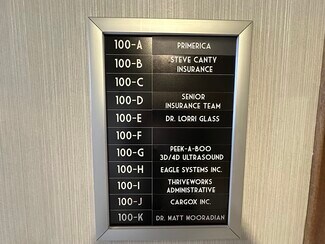 100-A PRIMERICA
100-B STEVE CANTY
INSURANCE
100-C
100-D SENIOR
INSURANCE TEAM
100-E DR. LORRI GLASS
100-F
100-G PEEK-A-BOO
3D/4D ULTRASOUND
100-H EAGLE SYSTEMS INC.
100-I THRIVEWORKS
ADMINISTRATIVE
100-J CARGOX INC.
100-K DR. MATT MOORADIAN